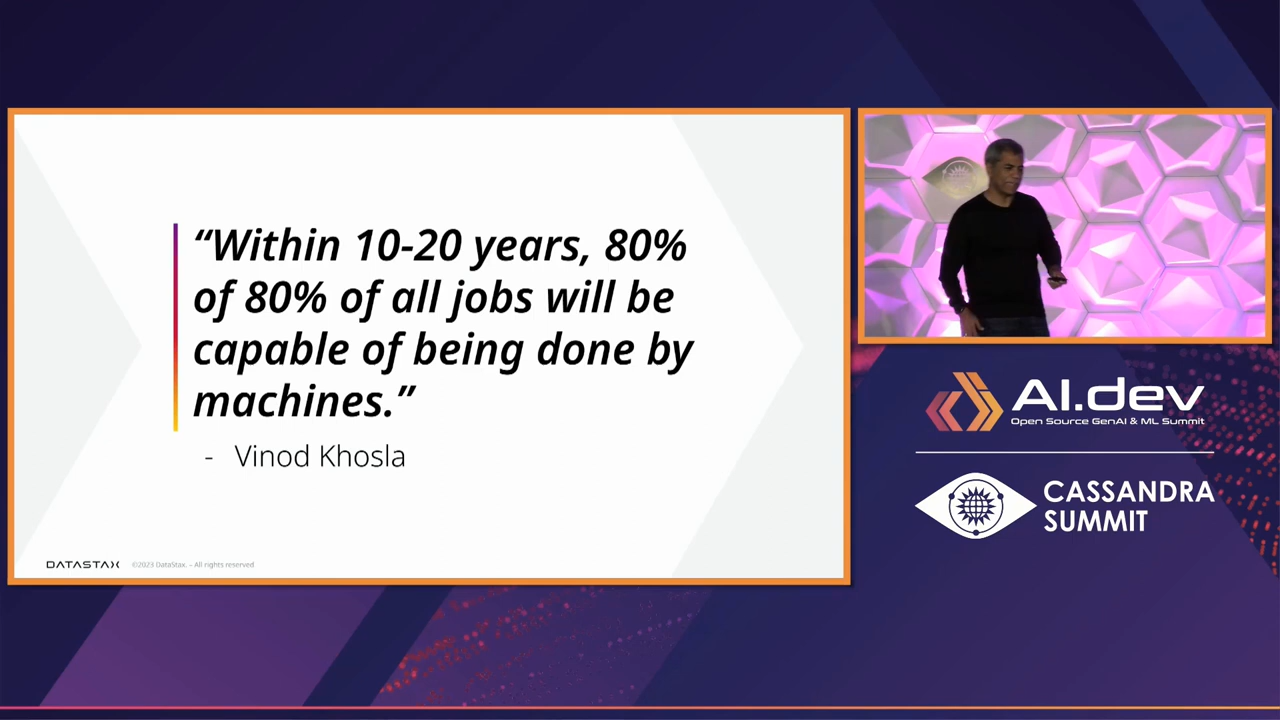 “Within 10-20 years, 80%
of 80% of all jobs will be
capable of being done by
machines.”
- Vinod Khosla
DATASTAX ©2023 DataStax. – All rights reserved
AI.dev
Open Source GenAI & ML Summit
CASSANDRA
SUMMIT